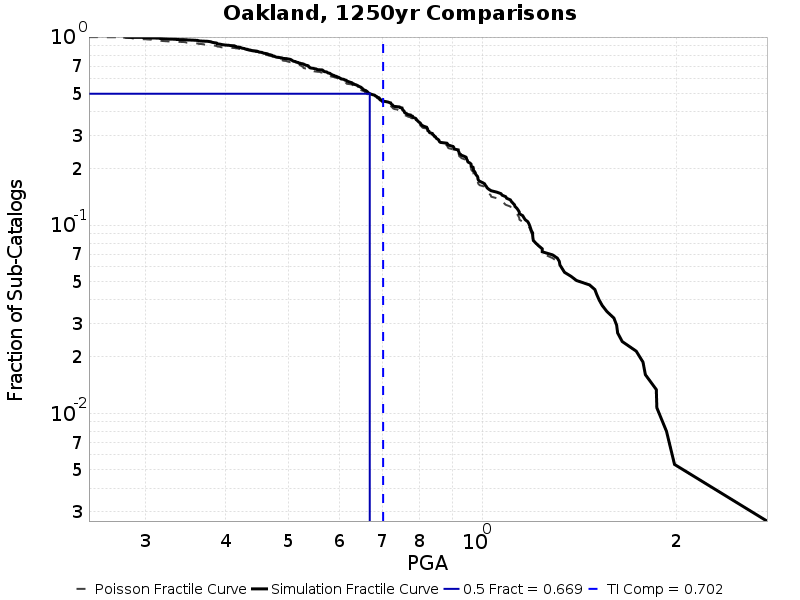 Oakland, 1250yr Comparisons
10^0
7
5
3
2
10^-1
7
5
3
2
10^-2
7
5
3
Fraction of Sub-Catalogs
3 4 5 6 7 8 10^0 2
PGA
Poisson Fractile Curve Simulation Fractile Curve 0.5 Fract = 0.669 TI Comp = 0.702